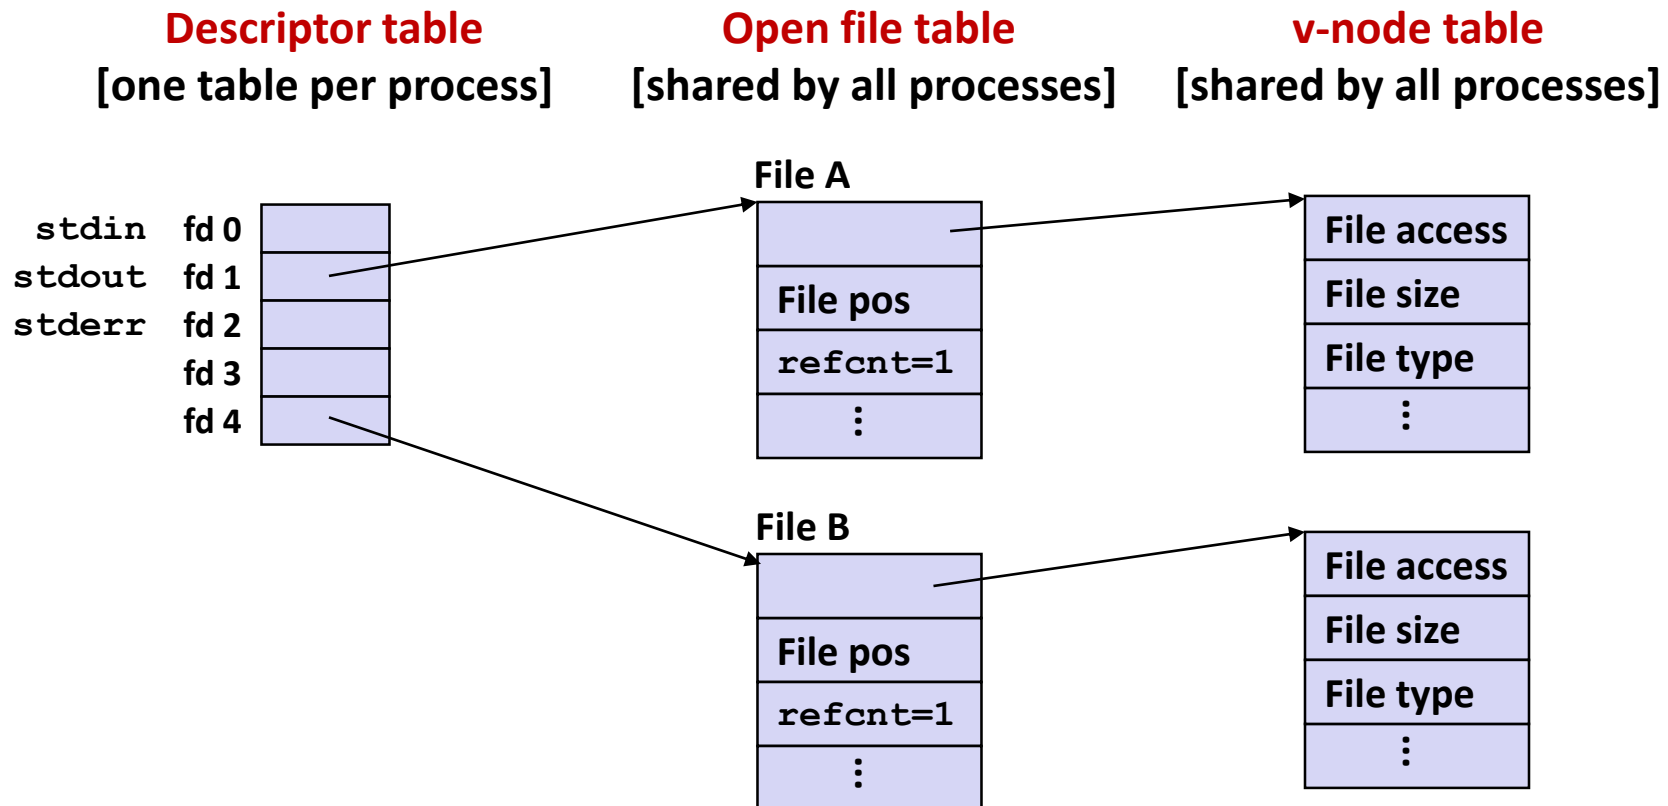 Descriptor table
[one table per process]
Open file table
[shared by all processes]
v-node table
[shared by all processes]
stdin fd 0
stdout fd 1
stderr fd 2
fd 3
fd 4
File A
File pos
refcnt=1
⋮
File access
File size
File type
⋮
File B
File pos
refcnt=1
⋮
File access
File size
File type
⋮